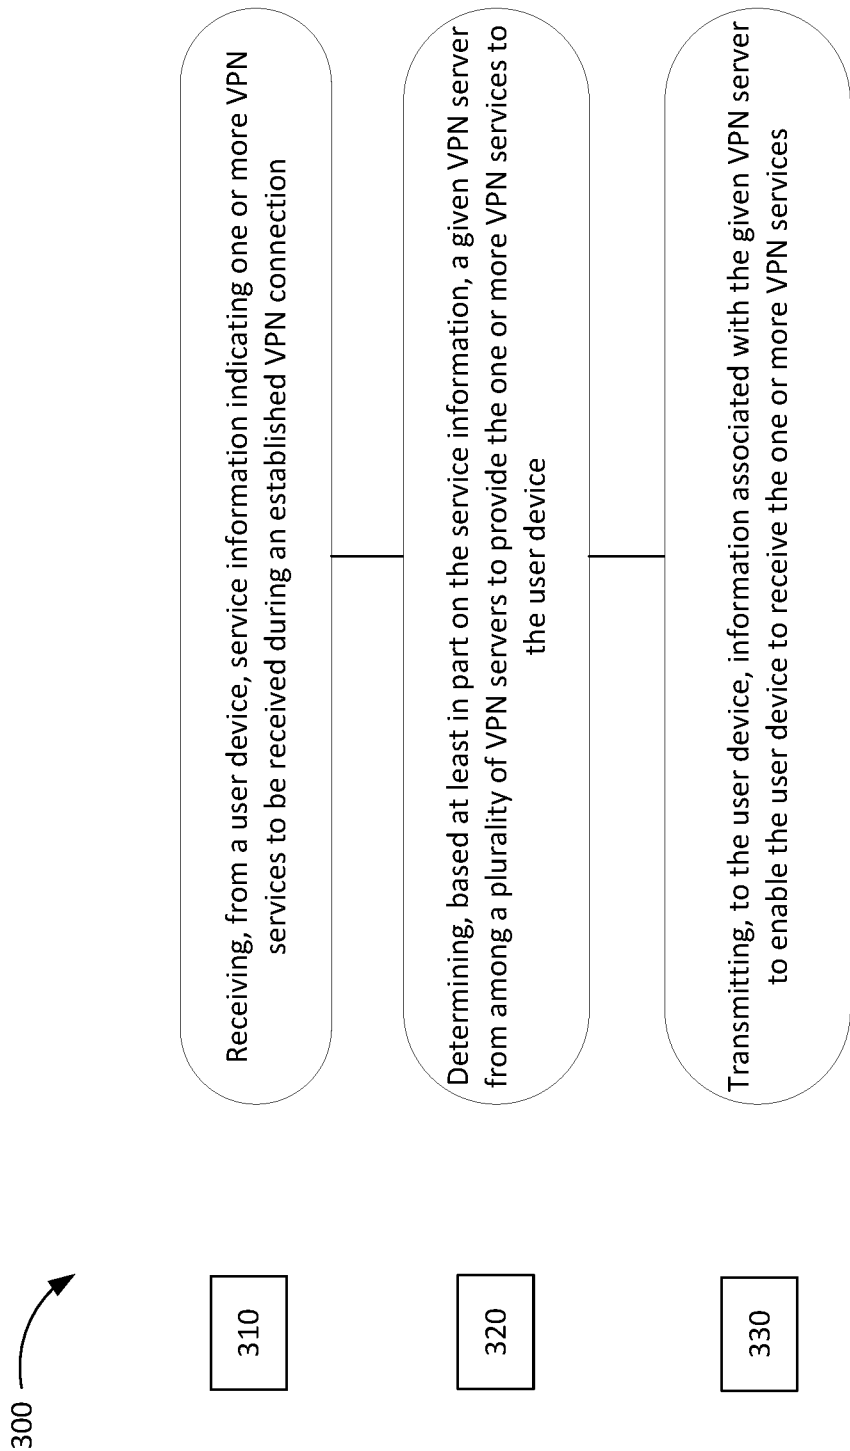 300
310
Receiving, from a user device, service information indicating one or more VPN
services to be received during an established VPN connection
320
Determining, based at least in part on the service information, a given VPN server
from among a plurality of VPN servers to provide the one or more VPN services to
the user device
330
Transmitting, to the user device, information associated with the given VPN server
to enable the user device to receive the one or more VPN services